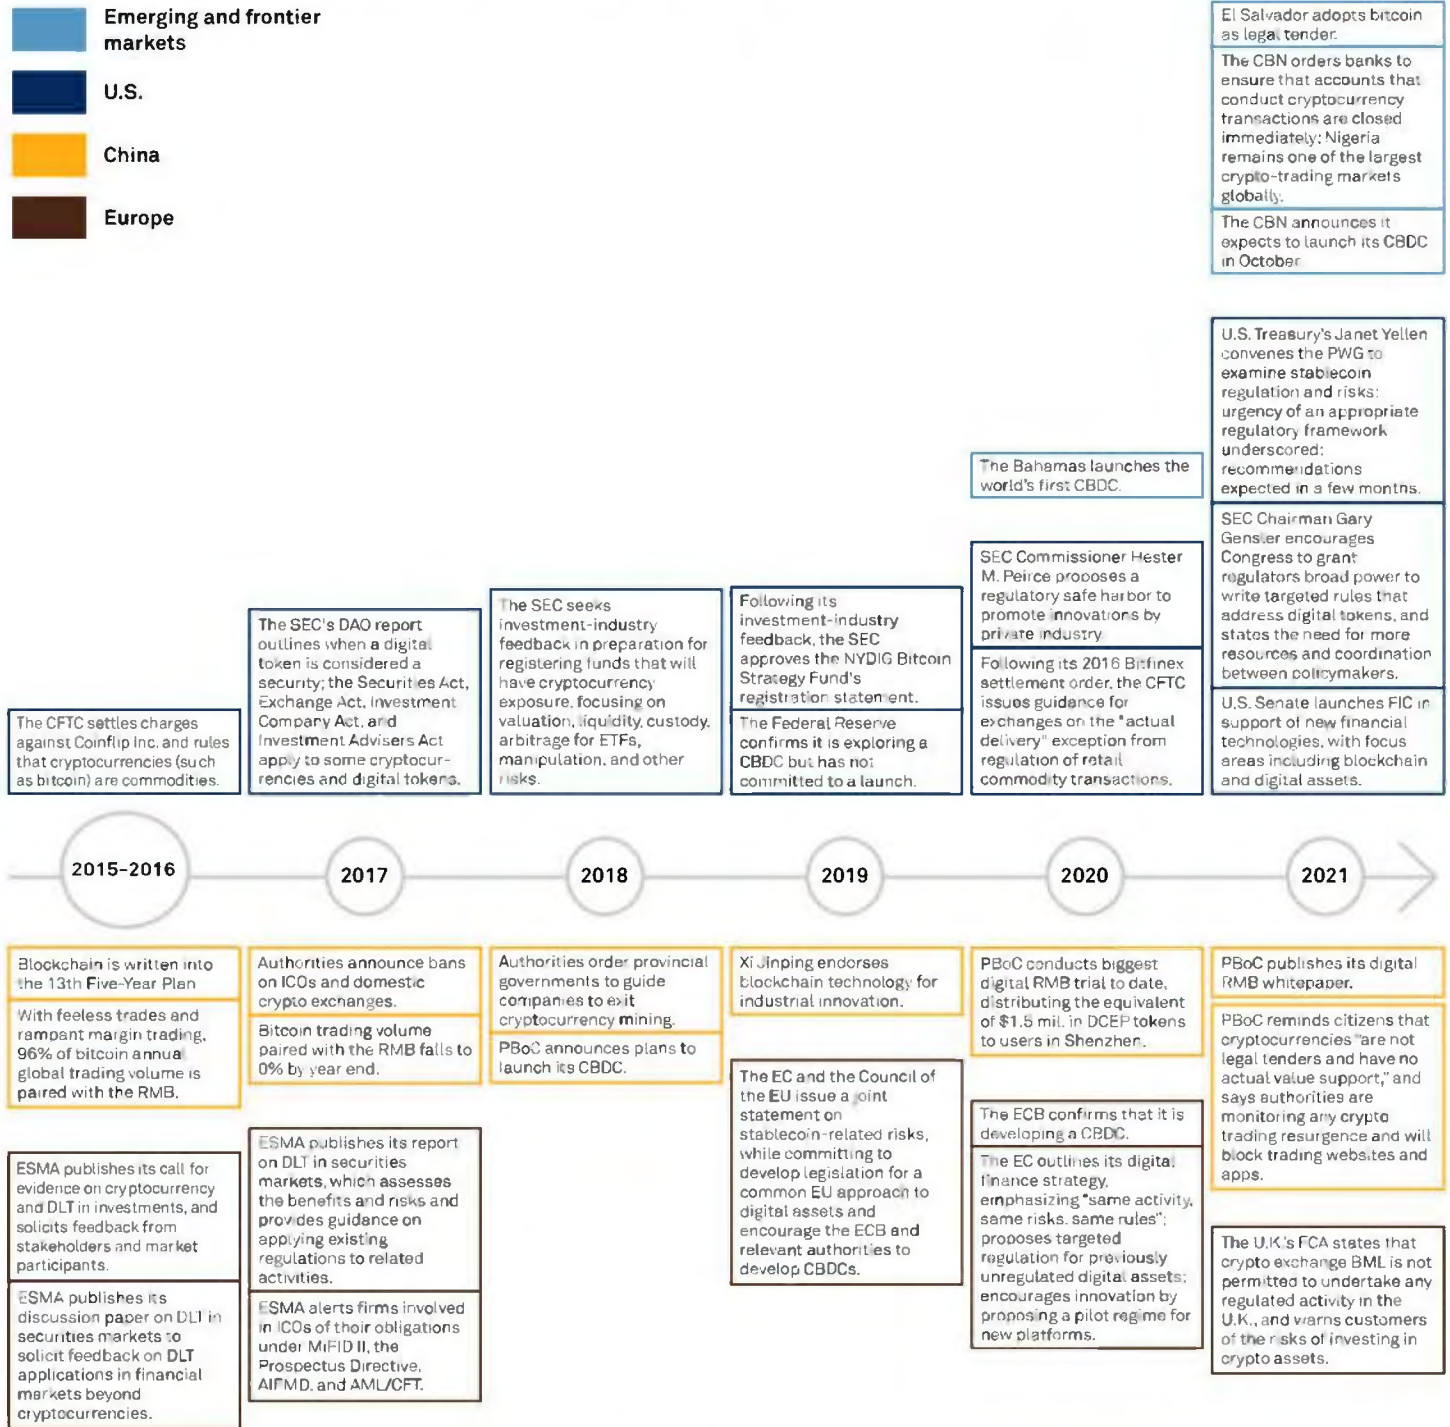 Emerging and frontier
markets
U.S.
China
Europe
El Salvador adopts bitcoin
as legal tender.
The CBN orders banks to
ensure that accounts that
conduct cryptocurrency
transactions are closed
immediately; Nigeria
remains one of the largest
crypto-trading markets
globally.
The CBN announces it
expects to launch its CBDC
in October
U.S. Treasury's Janet Yellen
convenes the PWG to
examine stablecoin
regulation and risks:
urgency of an appropriate
regulatory framework
underscored;
recommendations
expected in a few months.
SEC Chairman Gary
Gensler encourages
Congress to grant
regulators broad power to
write targeted rules that
address digital tokens, and
states the need for more
resources and coordination
between policymakers.
U.S. Senate launches FIC in
support of new financial
technologies, with focus
areas including blockchain
and digital assets.
The Bahamas launches the
world's first CBDC.
SEC Commissioner Hester
M. Peirce proposes a
regulatory safe harbor to
promote innovations by
private industry.
Following its 2016 Bitfinex
settlement order, the CFTC
issues guidance for
exchanges on the "actual
delivery" exception from
regulation of retail
commodity transactions.
Following its
investment-industry
feedback, the SEC
approves the NYDIG Bitcoin
Strategy Fund's
registration statement.
The Federal Reserve
confirms it is exploring a
CBDC but has not
committed to a launch.
The SEC seeks
investment-industry
feedback in preparation for
registering funds that will
have cryptocurrency
exposure, focusing on
valuation, liquidity, custody,
arbitrage for ETFs,
manipulation, and other
risks.
The SEC's DAO report
outlines when a digital
token is considered a
security; the Securities Act,
Exchange Act, Investment
Company Act, and
Investment Advisers Act
apply to some cryptocur-
rencies and digital tokens.
The CFTC settles charges
against Coinflip Inc. and rules
that cryptocurrencies (such
as bitcoin) are commodities.
2015-2016
2017
2018
2019
2020
2021
Blockchain is written into
the 13th Five-Year Plan
With feeless trades and
rampant margin trading,
96% of bitcoin annual
global trading volume is
paired with the RMB.
ESMA publishes its call for
evidence on cryptocurrency
and DLT in investments, and
solicits feedback from
stakeholders and market
participants.
ESMA publishes its
discussion paper on DLT in
securities markets to
solicit feedback on DLT
applications in financial
markets beyond
cryptocurrencies.
Authorities announce bans
on ICOs and domestic
crypto exchanges.
Bitcoin trading volume
paired with the RMB falls to
0% by year end.
ESMA publishes its report
on DLT in securities
markets, which assesses
the benefits and risks and
provides guidance on
applying existing
regulations to related
activities.
ESMA alerts firms involved
in ICOs of thoir obligations
under MiFID II, the
Prospectus Directive,
AIFMD, and AML/CFT.
Authorities order provincial
governments to guide
companies to exit
cryptocurrency mining.
PBoC announces plans to
launch its CBDC.
Xi Jinping endorses
blockchain technology for
industrial innovation.
The EC and the Council of
the EU issue a joint
statement on
stablecoin-related risks,
while committing to
develop legislation for a
common EU approach to
digital assets and
encourage the ECB and
relevant authorities to
develop CBDCs.
PBoC conducts biggest
digital RMB trial to date,
distributing the equivalent
of $1.5 mil. in DCEP tokens
to users in Shenzhen.
The ECB confirms that it is
developing a CBDC.
The EC outlines its digital
finance strategy,
emphasizing "same activity,
same risks, same rules";
proposes targeted
regulation for previously
unregulated digital assets;
encourages innovation by
proposing a pilot regime for
new platforms.
PBoC publishes its digital
RMB whitepaper.
PBoC reminds citizens that
cryptocurrencies "are not
legal tenders and have no
actual value support," and
says authorities are
monitoring any crypto
trading resurgence and will
block trading websites and
apps.
The U.K.'s FCA states that
crypto exchange BML is not
permitted to undertake any
regulated activity in the
U.K., and warns customers
of the risks of investing in
crypto assets.